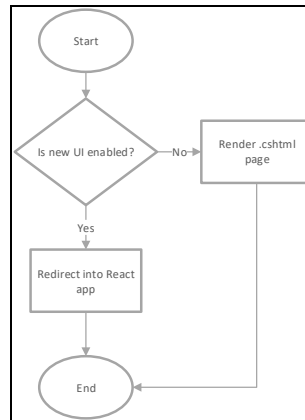 Start
Is new UI enabled?
No
Render .cshtml
page
Yes
Redirect into React
app
End